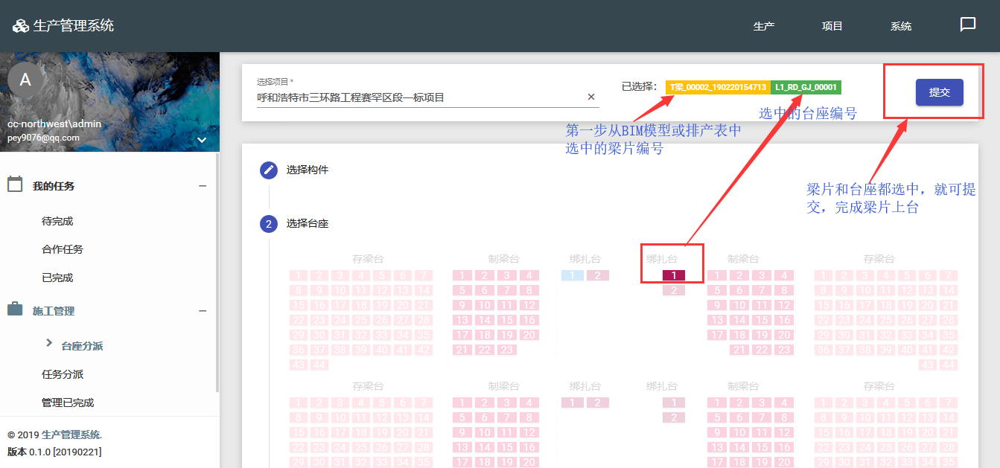 生产管理系统
生产
项目
系统
A
cc-northwest\admin
pey9076@qq.com
我的任务
待完成
合作任务
已完成
施工管理
台座分派
任务分派
管理已完成
© 2019 生产管理系统.
版本 0.1.0 [20190221]
选择项目 *
呼和浩特市三环路工程赛罕区段一标项目
已选择：
T梁_00002_190220154713
L1_RD_GJ_00001
提交
第一步从BIM模型或排产表中
选中的梁片编号
选中的台座编号
梁片和台座都选中，就可提
交，完成梁片上台
选择构件
2 选择台座
存梁台 制梁台 绑扎台 绑扎台 制梁台 存梁台
1 2 3 4 5 6 7 1 2 3 4 1 2 1 1 2 3 4 1 2 3 4 5 6 7
8 9 10 11 12 13 14 5 6 7 8 2 5 6 7 8 8 9 10 11 12 13 14
15 16 17 18 19 20 21 9 10 11 12 9 10 11 12 15 16 17 18 19 20 21
22 23 24 25 26 27 28 13 14 15 16 13 14 15 16 22 23 24 25 26 27 28
29 30 31 32 33 34 35 17 18 19 20 17 18 19 20 29 30 31 32 33 34 35
36 37 38 39 40 41 42 21 22 23 21 22 23 36 37 38 39 40 41 42
43 44 43 44
存梁台 制梁台 绑扎台 绑扎台 制梁台 存梁台
1 2 3 4 5 6 7 1 2 3 4 1 2 1 1 2 3 4 1 2 3 4 5 6 7
8 9 10 11 12 13 14 5 6 7 8 2 5 6 7 8 8 9 10 11 12 13 14
15 16 17 18 19 20 21 9 10 11 12 9 10 11 12 15 16 17 18 19 20 21
22 23 24 25 26 27 28 13 14 15 16 13 14 15 16 22 23 24 25 26 27 28
29 30 31 32 33 34 35 17 18 19 20 17 18 19 20 29 30 31 32 33 34 35